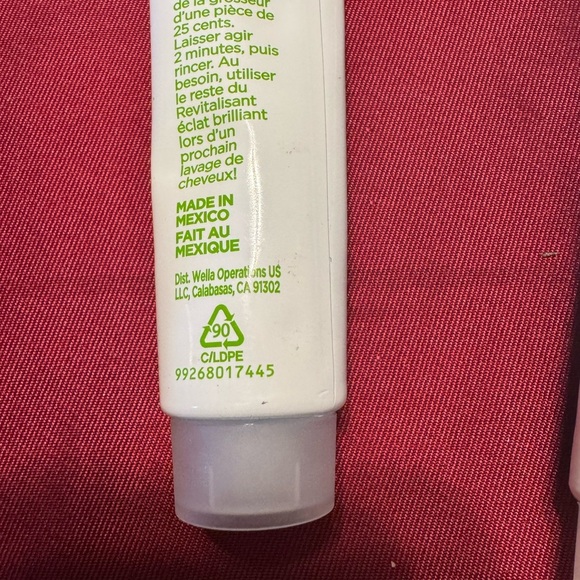 de la grosseur
d'une pièce de
25 cents.
Laisser agir
2 minutes, puis
rincer. Au
besoin, utiliser
le reste du
Revitalisant
éclat brilliant
lors d'un
prochain
lavage de
cheveux!
MADE IN
MEXICO
FAIT AU
MEXIQUE
Dist. Wella Operations US
LLC, Calabasas, CA 91302
90
C/LDPE
99268017445